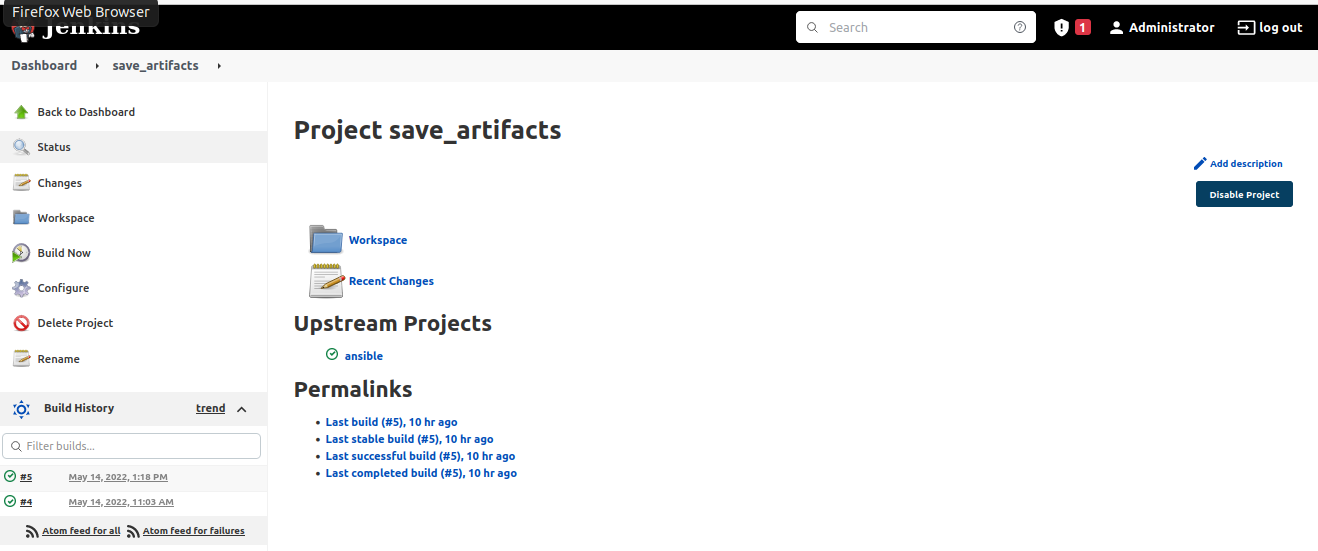 Firefox Web Browser
Jenkins
Search
1
Administrator
log out
Dashboard
save_artifacts
Back to Dashboard
Status
Changes
Workspace
Build Now
Configure
Delete Project
Rename
Build History
trend
Filter builds...
#5 May 14, 2022, 1:18 PM
#4 May 14, 2022, 11:03 AM
Atom feed for all Atom feed for failures
Project save_artifacts
Add description
Disable Project
Workspace
Recent Changes
Upstream Projects
ansible
Permalinks
• Last build (#5), 10 hr ago
• Last stable build (#5), 10 hr ago
• Last successful build (#5), 10 hr ago
• Last completed build (#5), 10 hr ago